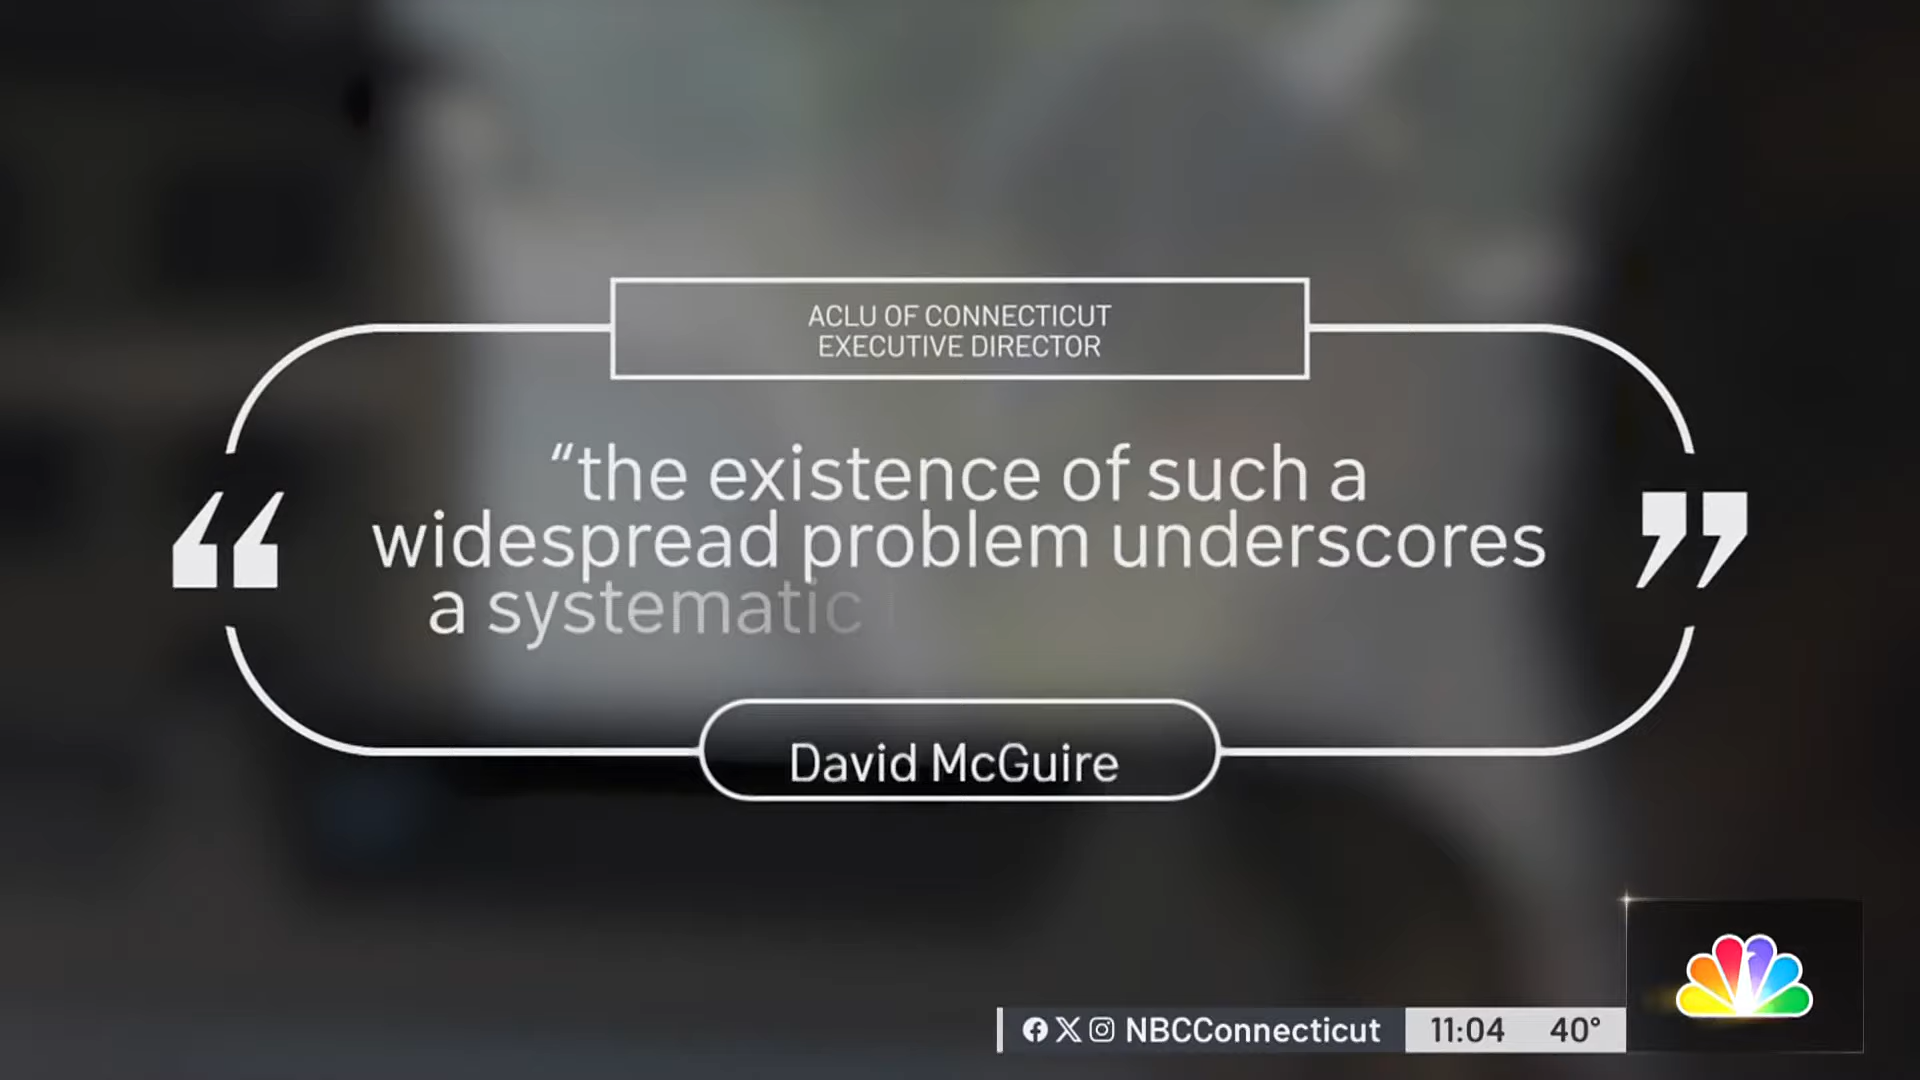 ACLU OF CONNECTICUT
EXECUTIVE DIRECTOR
“the existence of such a
widespread problem underscores
a systematic
David McGuire
NBCConnecticut 11:04 40°